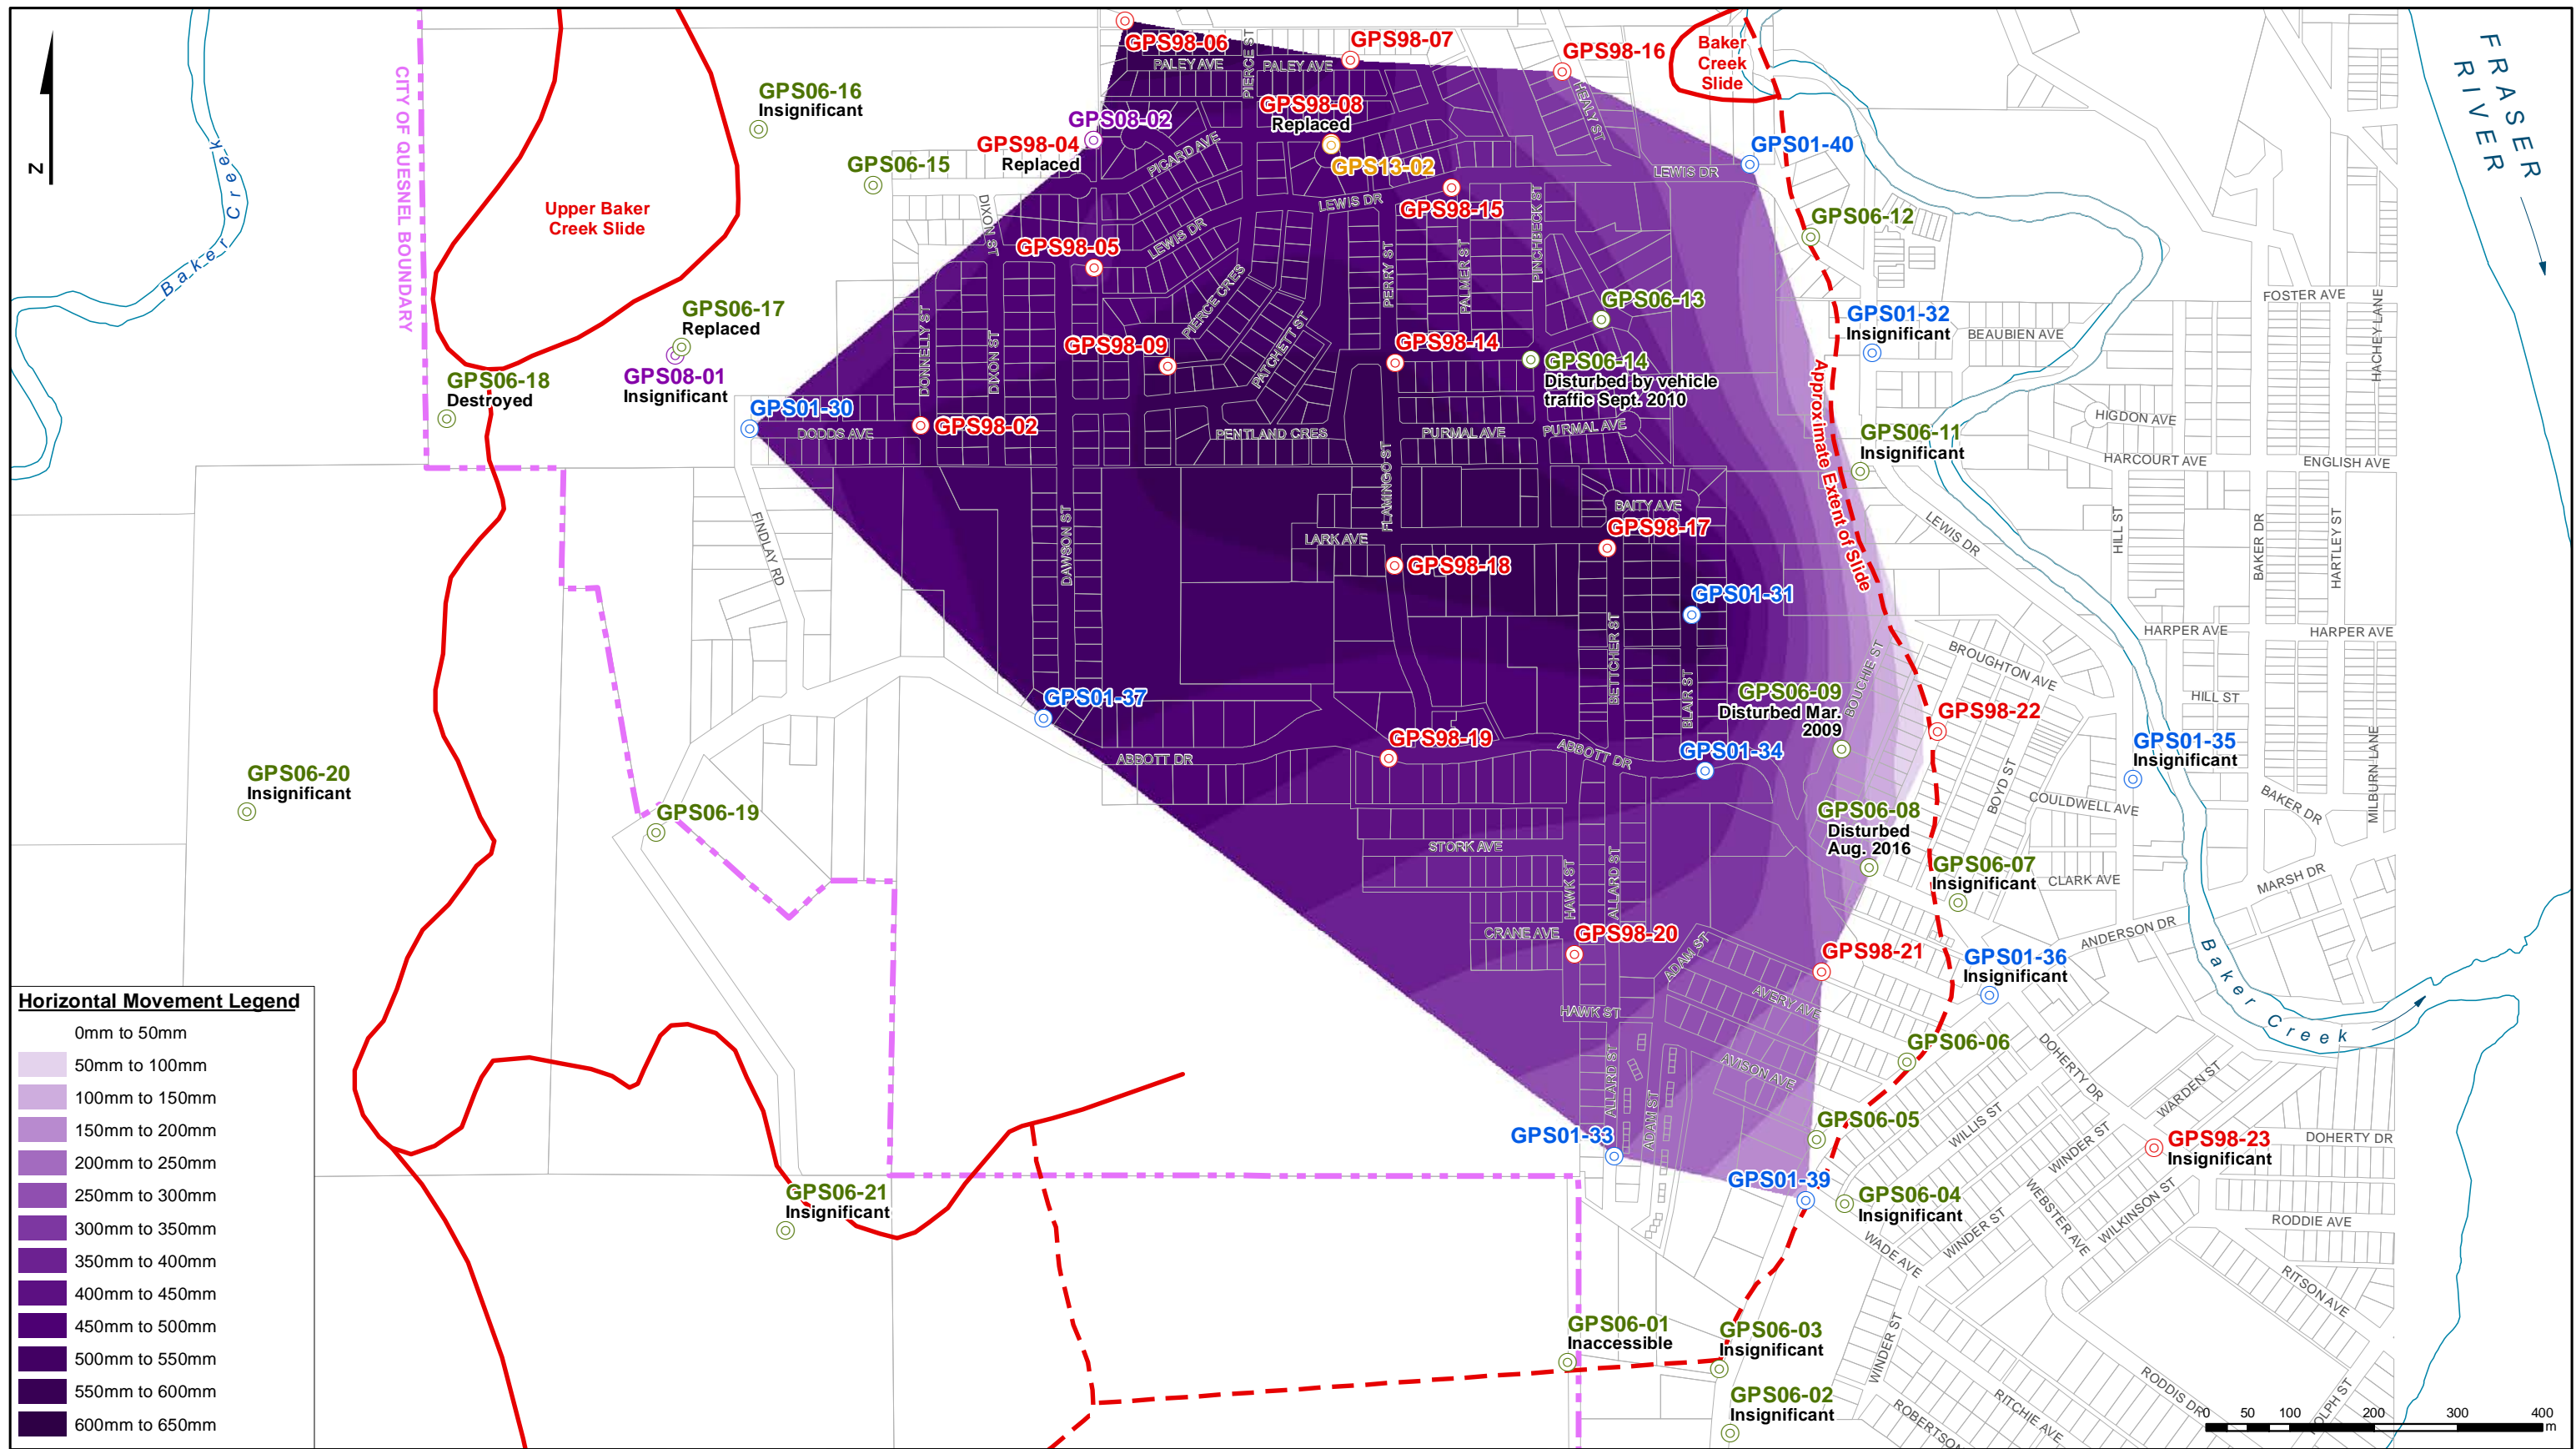 GPS98-06
GPS98-07
GPS98-16
Baker
Creek
Slide
FRASER
RIVER
PALEY AVE
PIERCE ST
PALEY AVE
HEALY ST
CITY OF QUESNEL BOUNDARY
GPS06-16
Insignificant
GPS08-02
GPS98-08
Replaced
GPS98-04
Replaced
GPS13-02
GPS01-40
LEWIS DR
PICARD AVE
GPS06-15
Baker Creek
Upper Baker
Creek Slide
DIXON ST
LEWIS DR
GPS98-15
GPS06-12
PINCHBECK ST
GPS98-05
LEWIS DR
PERRY ST
PALMER ST
PIERCE CRES
FOSTER AVE
HACHEY LANE
GPS06-17
Replaced
GPS06-13
GPS01-32
Insignificant
BEAUBIEN AVE
DONNELLY ST
DIXON ST
GPS98-09
PATCHETT ST
GPS98-14
GPS06-14
Disturbed by vehicle
traffic Sept. 2010
GPS06-18
Destroyed
GPS08-01
Insignificant
GPS01-30
DODDS AVE
GPS98-02
PENTLAND CRES
PURMAL AVE
PURMAL AVE
Approximate Extent of Slide
HIGDON AVE
GPS06-11
Insignificant
HARCOURT AVE
ENGLISH AVE
FLAMINGO ST
BAITY AVE
GPS98-17
FINDLAY RD
DAWSON ST
LARK AVE
GPS98-18
LEWIS DR
HILL ST
BAKER DR
HARTLEY ST
GPS01-31
BETTCHER ST
BLAIR ST
HARPER AVE
HARPER AVE
BROUGHTON AVE
BOUCHIE ST
GPS01-37
GPS06-09
Disturbed Mar.
2009
HILL ST
GPS98-22
GPS98-19
ABBOTT DR
ABBOTT DR
GPS01-34
GPS01-35
Insignificant
MILBURN LANE
GPS06-20
Insignificant
GPS06-19
BOYD ST
COULDWELL AVE
BAKER DR
GPS06-08
Disturbed
Aug. 2016
STORK AVE
GPS06-07
Insignificant
CLARK AVE
MARSH DR
HAWK ST
ALLARD ST
CRANE AVE
GPS98-20
ADAM ST
GPS98-21
ANDERSON DR
GPS01-36
Insignificant
Baker Creek
AVERY AVE
HAWK ST
GPS06-06
DOHERTY DR
ALLARD ST
ADAM ST
AVISON AVE
WARDEN ST
GPS06-05
WILLIS ST
WINDER ST
GPS01-33
GPS98-23
Insignificant
DOHERTY DR
GPS06-21
Insignificant
GPS01-39
GPS06-04
Insignificant
WEBSTER AVE
WILKINSON ST
WINDER ST
RODDIE AVE
WADE AVE
RITSON AVE
GPS06-01
Inaccessible
GPS06-03
Insignificant
WINDER ST
GPS06-02
Insignificant
RODDIS DR
RITCHIE AVE
ROBERTSON
OLPH ST
N
Horizontal Movement Legend
0mm to 50mm
50mm to 100mm
100mm to 150mm
150mm to 200mm
200mm to 250mm
250mm to 300mm
300mm to 350mm
350mm to 400mm
400mm to 450mm
450mm to 500mm
500mm to 550mm
550mm to 600mm
600mm to 650mm
0 50 100 200 300 400
m